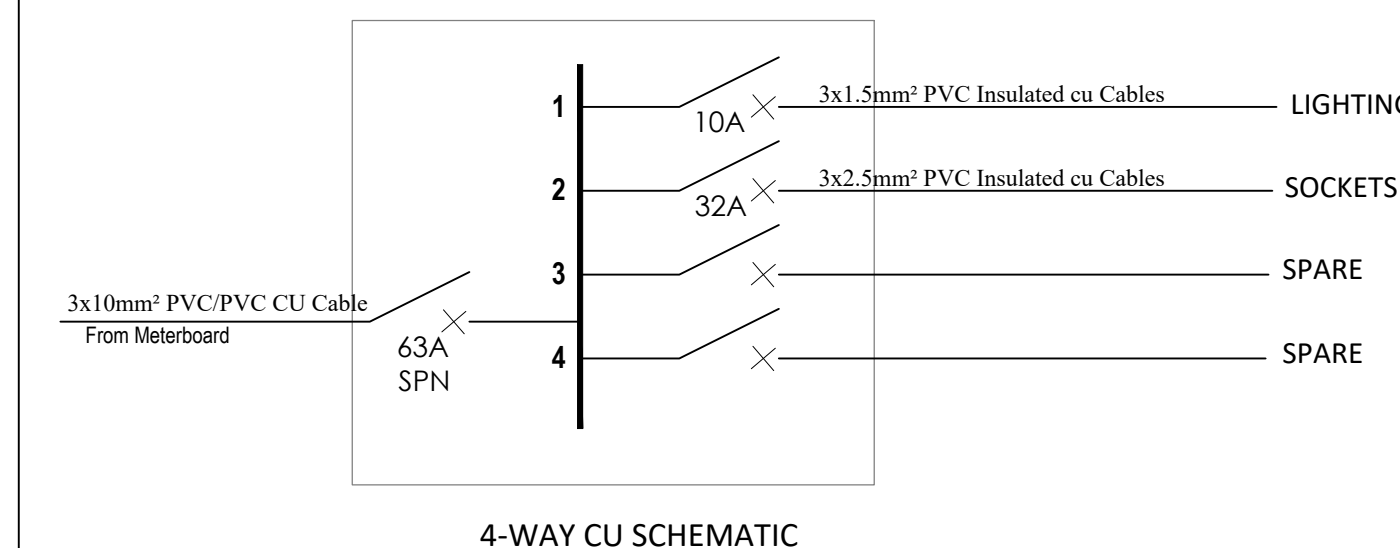 1
10A
3x1.5mm² PVC Insulated cu Cables
LIGHTING
2
32A
3x2.5mm² PVC Insulated cu Cables
SOCKETS
3
SPARE
3x10mm² PVC/PVC CU Cable
From Meterboard
63A
SPN
4
SPARE
4-WAY CU SCHEMATIC